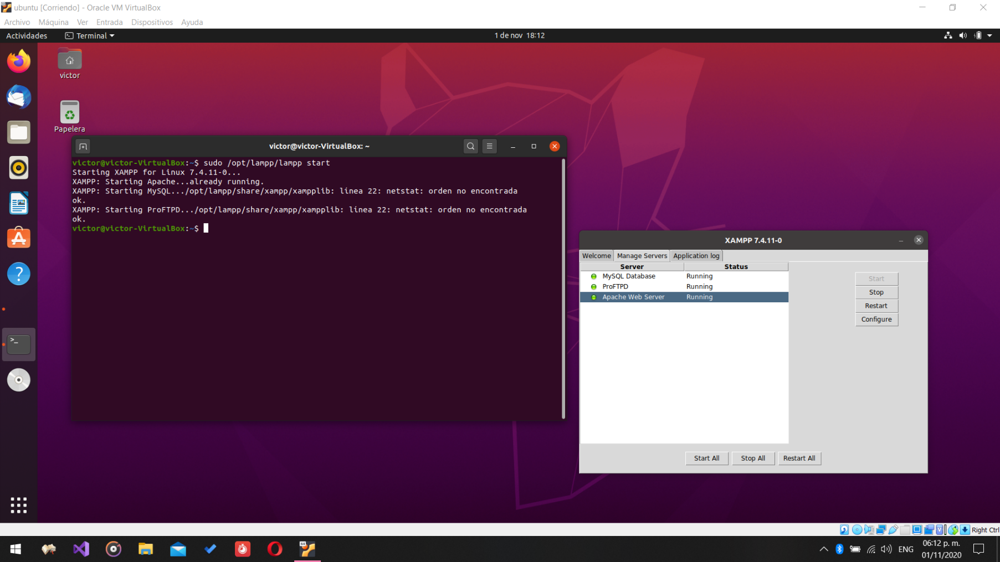 ubuntu [Corriendo] - Oracle VM VirtualBox
Archivo Máquina Ver Entrada Dispositivos Ayuda
Actividades Terminal 1 de nov 18:12
victor
Papelera
victor@victor-VirtualBox: ~
victor@victor-VirtualBox:~$ sudo /opt/lampp/lampp start
Starting XAMPP for Linux 7.4.11-0...
XAMPP: Starting Apache...already running.
XAMPP: Starting MySQL.../opt/lampp/share/xampp/xampplib: línea 22: netstat: orden no encontrada
ok.
XAMPP: Starting ProFTPD.../opt/lampp/share/xampp/xampplib: línea 22: netstat: orden no encontrada
ok.
victor@victor-VirtualBox:~$
XAMPP 7.4.11-0
Welcome Manage Servers Application log
Server Status
MySQL Database Running
ProFTPD Running
Apache Web Server Running
Start
Stop
Restart
Configure
Start All Stop All Restart All
Right Ctrl
ENG
06:12 p. m.
01/11/2020